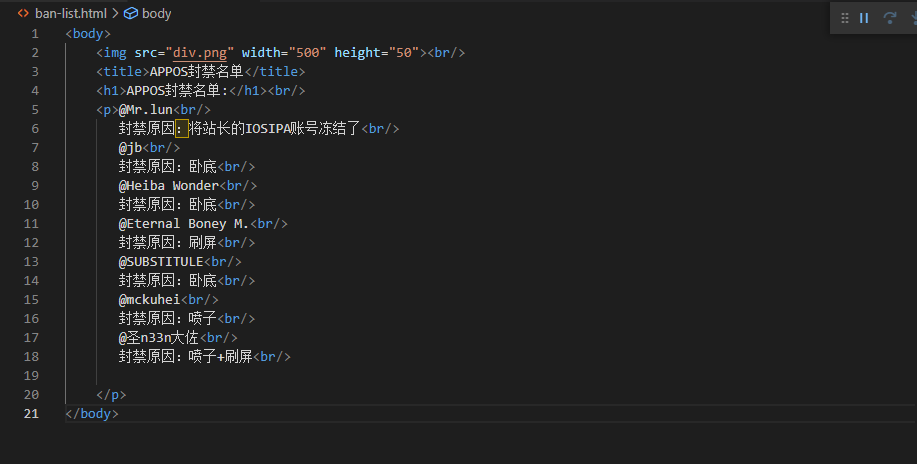 ban-list.html > body
1 <body>
2 <img src="div.png" width="500" height="50"><br/>
3 <title>APPOS封禁名单</title>
4 <h1>APPOS封禁名单:</h1><br/>
5 <p>@Mr.lun<br/>
6 封禁原因：将站长的IOSIPA账号冻结了<br/>
7 @jb<br/>
8 封禁原因：卧底<br/>
9 @Heiba Wonder<br/>
10 封禁原因：卧底<br/>
11 @Eternal Boney M.<br/>
12 封禁原因：刷屏<br/>
13 @SUBSTITULE<br/>
14 封禁原因：卧底<br/>
15 @mckuhei<br/>
16 封禁原因：喷子<br/>
17 @圣n33n大佐<br/>
18 封禁原因：喷子+刷屏<br/>
19
20 </p>
21 </body>